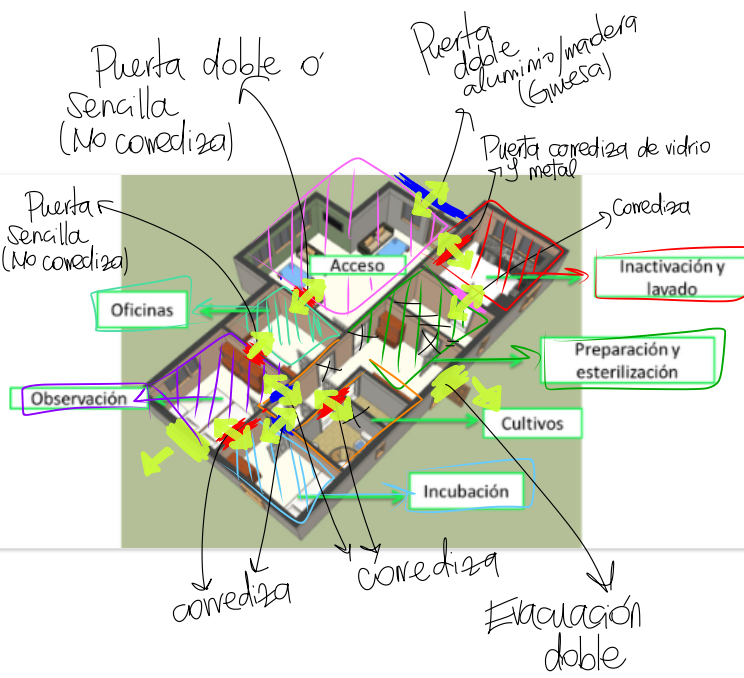 Puerta doble ó
sencilla
(No corrediza)
Puerta
doble
aluminio/madera
(Gruesa)
Puerta corrediza de vidrio
y metal
Puerta
sencilla
(No corrediza)
Corrediza
Acceso
Inactivación y
lavado
Oficinas
Preparación y
esterilización
Observación
Cultivos
Incubación
corrediza
corrediza
Evacuación
doble